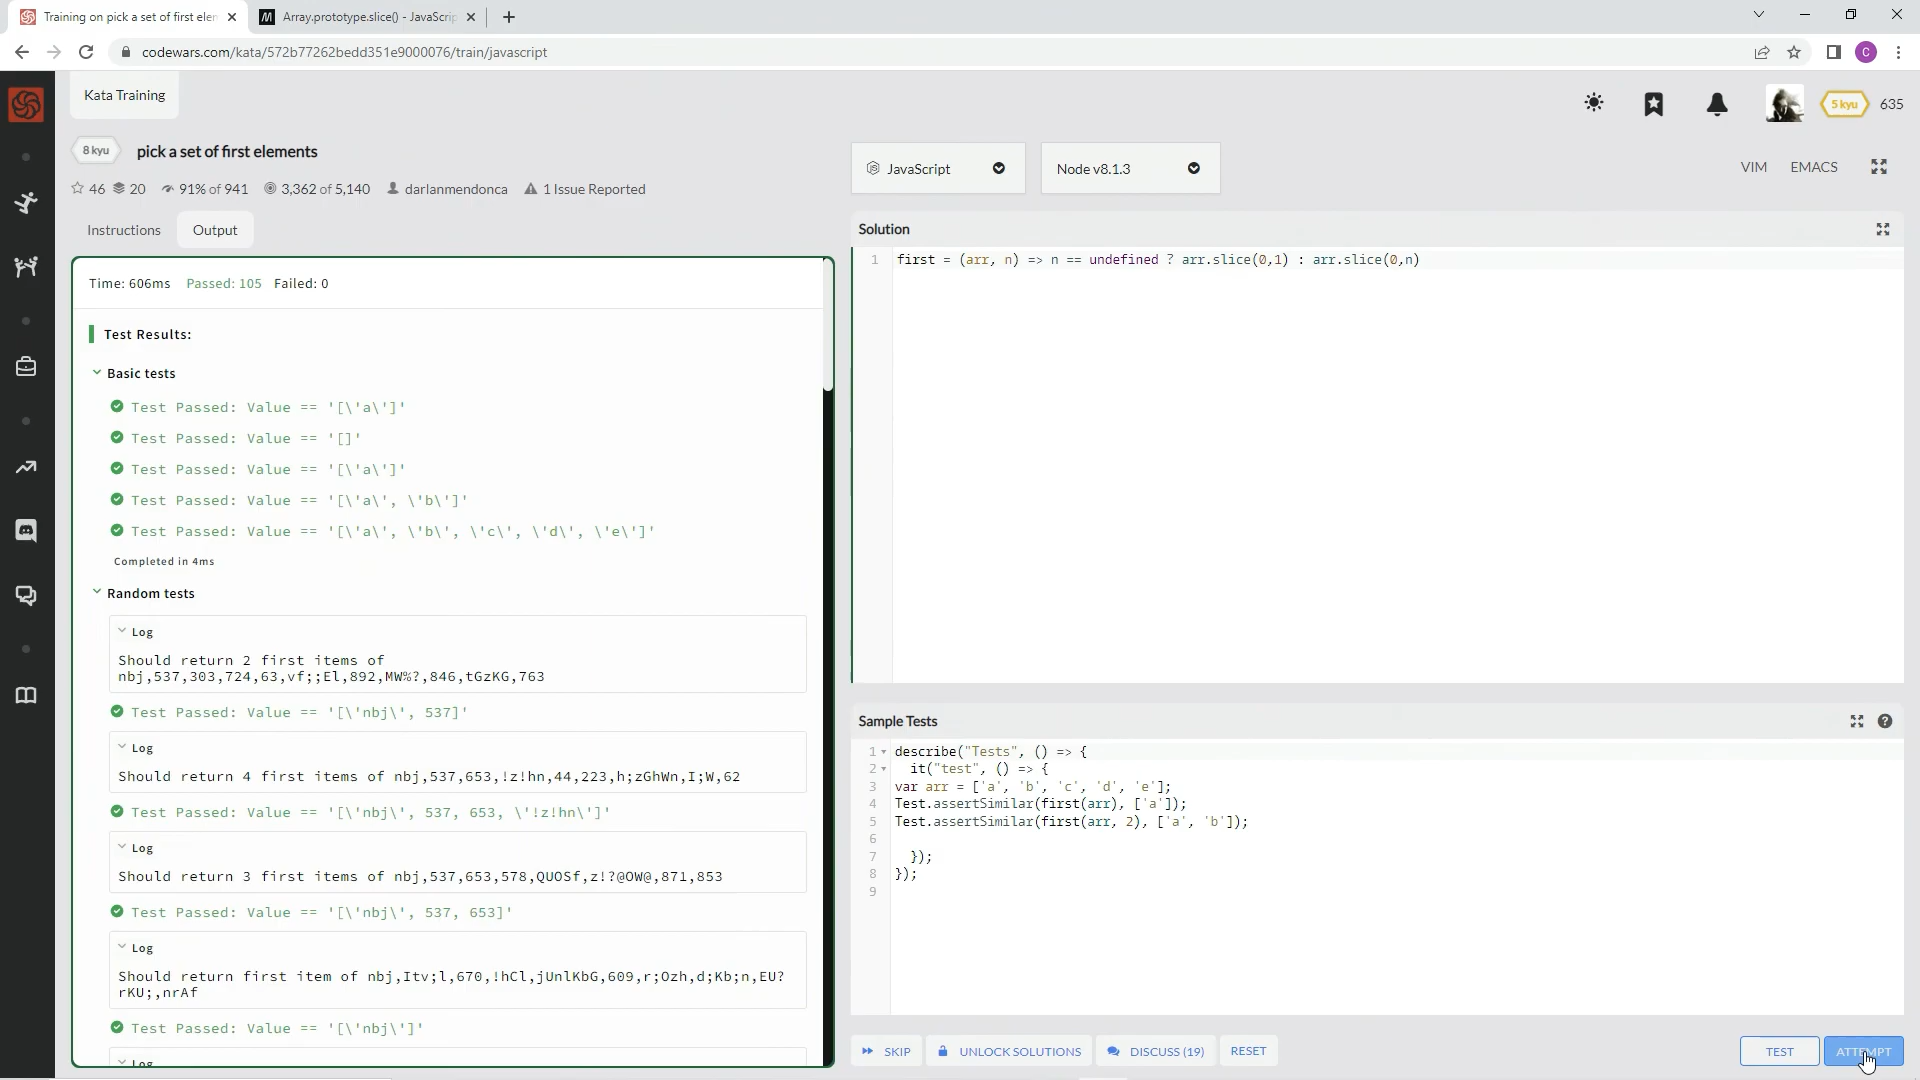 Training on pick a set of first elem
Array.prototype.slice() - JavaScrip
codewars.com/kata/572b77262bedd351e9000076/train/javascript
C
Kata Training
5 kyu
635
8 kyu
pick a set of first elements
46
20
91% of 941
3,362 of 5,140
darlanmendonca
1 Issue Reported
JavaScript
Node v8.1.3
VIM
EMACS
Instructions
Output
Time: 606ms Passed: 105 Failed: 0
Test Results:
Basic tests
Test Passed: Value == '[\'a\']'
Test Passed: Value == '[]'
Test Passed: Value == '[\'a\']'
Test Passed: Value == '[\'a\', \'b\']'
Test Passed: Value == '[\'a\', \'b\', \'c\', \'d\', \'e\']'
Completed in 4ms
Random tests
Log
Should return 2 first items of
nbj,537,303,724,63,vf;;El,892,MW%?,846,tGzKG,763
Test Passed: Value == '[\'nbj\', 537]'
Log
Should return 4 first items of nbj,537,653,!z!hn,44,223,h;zGhWn,I;W,62
Test Passed: Value == '[\'nbj\', 537, 653, \'!z!hn\']'
Log
Should return 3 first items of nbj,537,653,578,QUOSf,z!?@OW@,871,853
Test Passed: Value == '[\'nbj\', 537, 653]'
Log
Should return first item of nbj,Itv;l,670,!hCl,jUnlKbG,609,r;Ozh,d;Kb;n,EU?
rKU;,nrAf
Test Passed: Value == '[\'nbj\']'
Log
Solution
1 first = (arr, n) => n == undefined ? arr.slice(0,1) : arr.slice(0,n)
Sample Tests
1 describe("Tests", () => {
2 it("test", () => {
3 var arr = ['a', 'b', 'c', 'd', 'e'];
4 Test.assertSimilar(first(arr), ['a']);
5 Test.assertSimilar(first(arr, 2), ['a', 'b']);
6
7 });
8 });
9
SKIP
UNLOCK SOLUTIONS
DISCUSS (19)
RESET
TEST
ATTEMPT